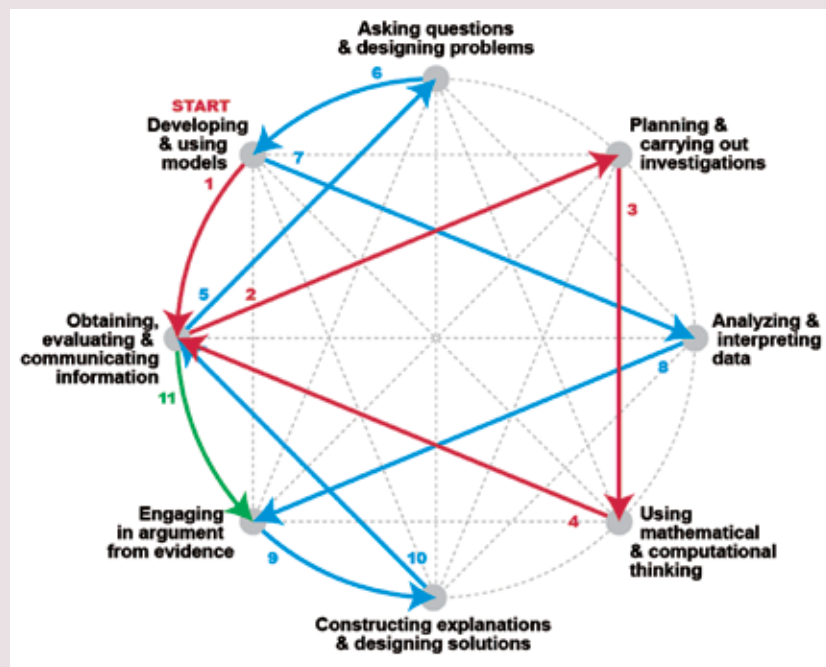 Asking questions
& designing problems
6
START
Developing
& using
models
7
1
Planning &
carrying out
investigations
3
5
2
Obtaining,
evaluating &
communicating
information
Analyzing &
interpreting
data
8
11
Engaging
in argument
from evidence
9
10
4
Using
mathematical
& computational
thinking
Constructing explanations
& designing solutions